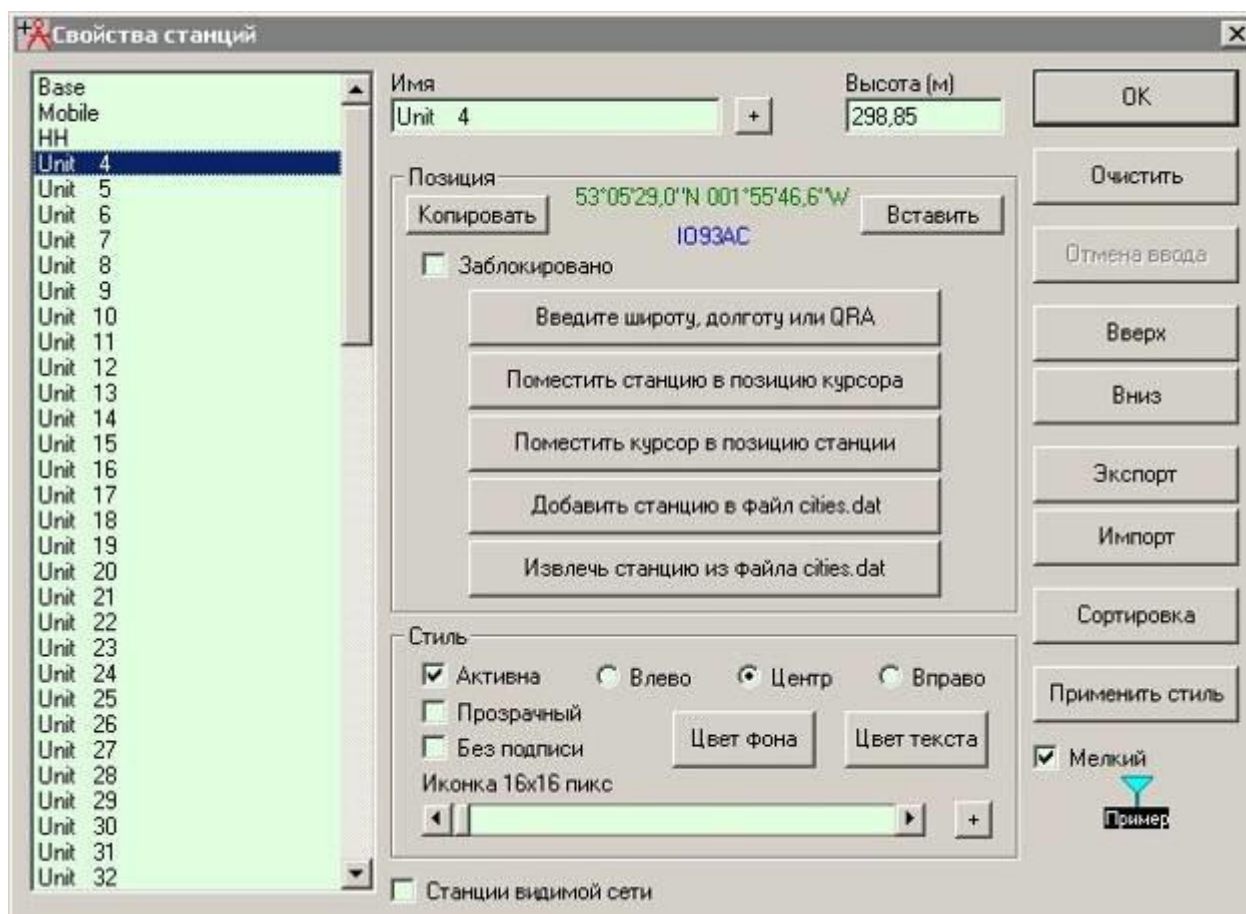 Свойства станций
Base
Mobile
HH
Unit 4
Unit 5
Unit 6
Unit 7
Unit 8
Unit 9
Unit 10
Unit 11
Unit 12
Unit 13
Unit 14
Unit 15
Unit 16
Unit 17
Unit 18
Unit 19
Unit 20
Unit 21
Unit 22
Unit 23
Unit 24
Unit 25
Unit 26
Unit 27
Unit 28
Unit 29
Unit 30
Unit 31
Unit 32
Имя
Unit 4
+
Высота (м)
298,85
Позиция
Копировать
53°05'29,0"N 001°55'46,6"W
IO93AC
Вставить
Заблокировано
Введите широту, долготу или QRA
Поместить станцию в позицию курсора
Поместить курсор в позицию станции
Добавить станцию в файл cities.dat
Извлечь станцию из файла cities.dat
Стиль
Активна
Влево
Центр
Вправо
Прозрачный
Без подписи
Цвет фона
Цвет текста
Иконка 16x16 пикс
+
Станции видимой сети
OK
Очистить
Отмена ввода
Вверх
Вниз
Экспорт
Импорт
Сортировка
Применить стиль
Мелкий
Пример